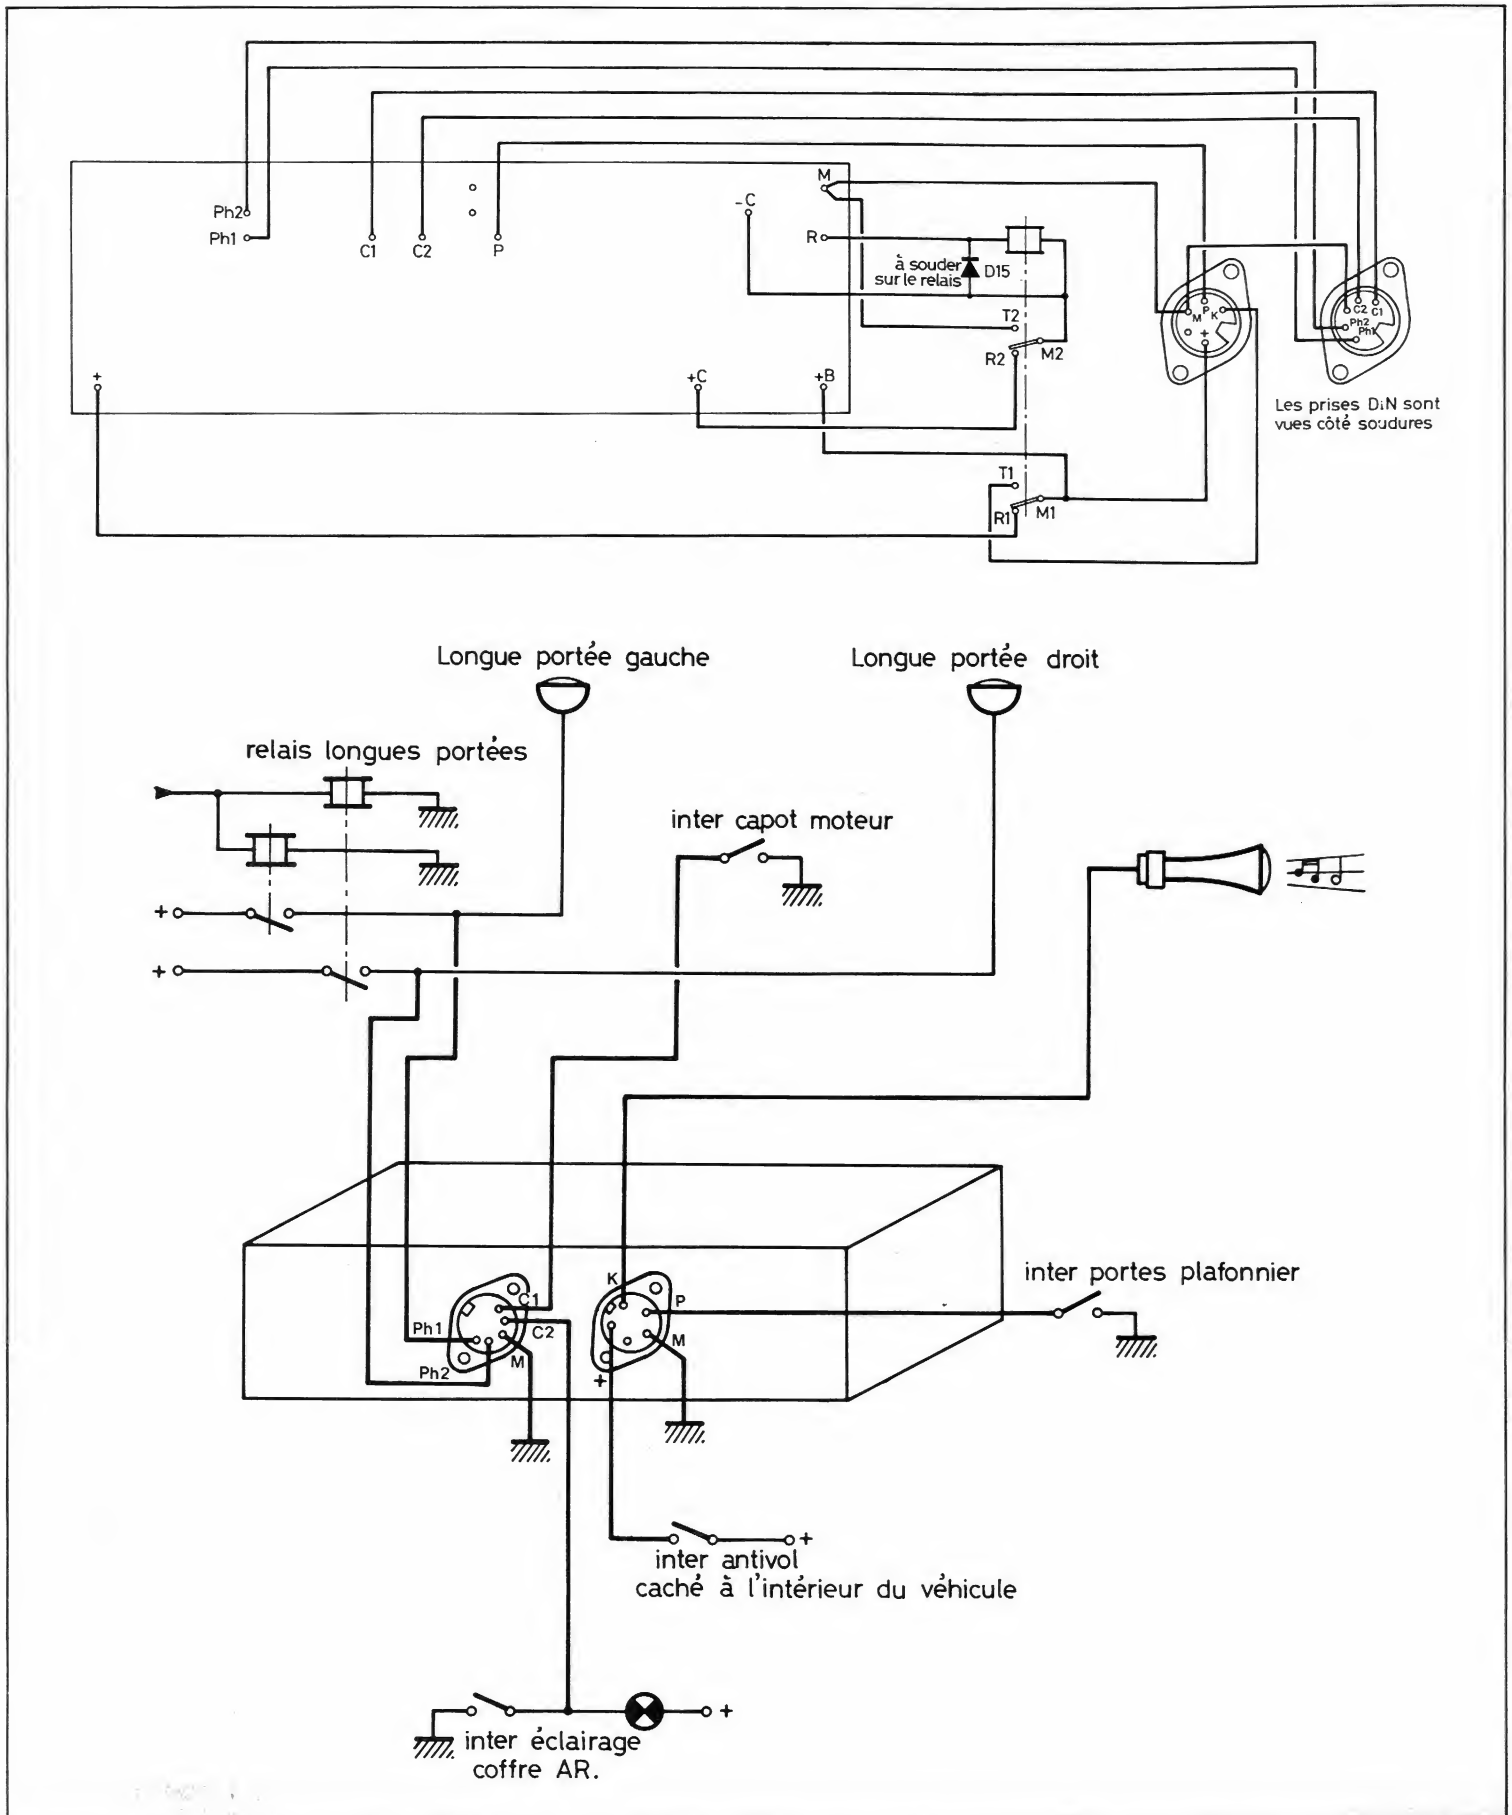 Ph2
Ph1
C1
C2
P
-C
M
R
à souder
sur le relais
D15
T2
R2
M2
+
+C
+B
T1
R1
M1
M
P
K
+
C2
C1
Ph2
Ph1
Les prises DiN sont
vues côté soudures
Longue portée gauche
Longue portée droit
relais longues portées
inter capot moteur
+
+
K
P
M
+
C1
C2
M
Ph1
Ph2
inter portes plafonnier
+
inter antivol
caché à l'intérieur du véhicule
+
inter éclairage
coffre AR.